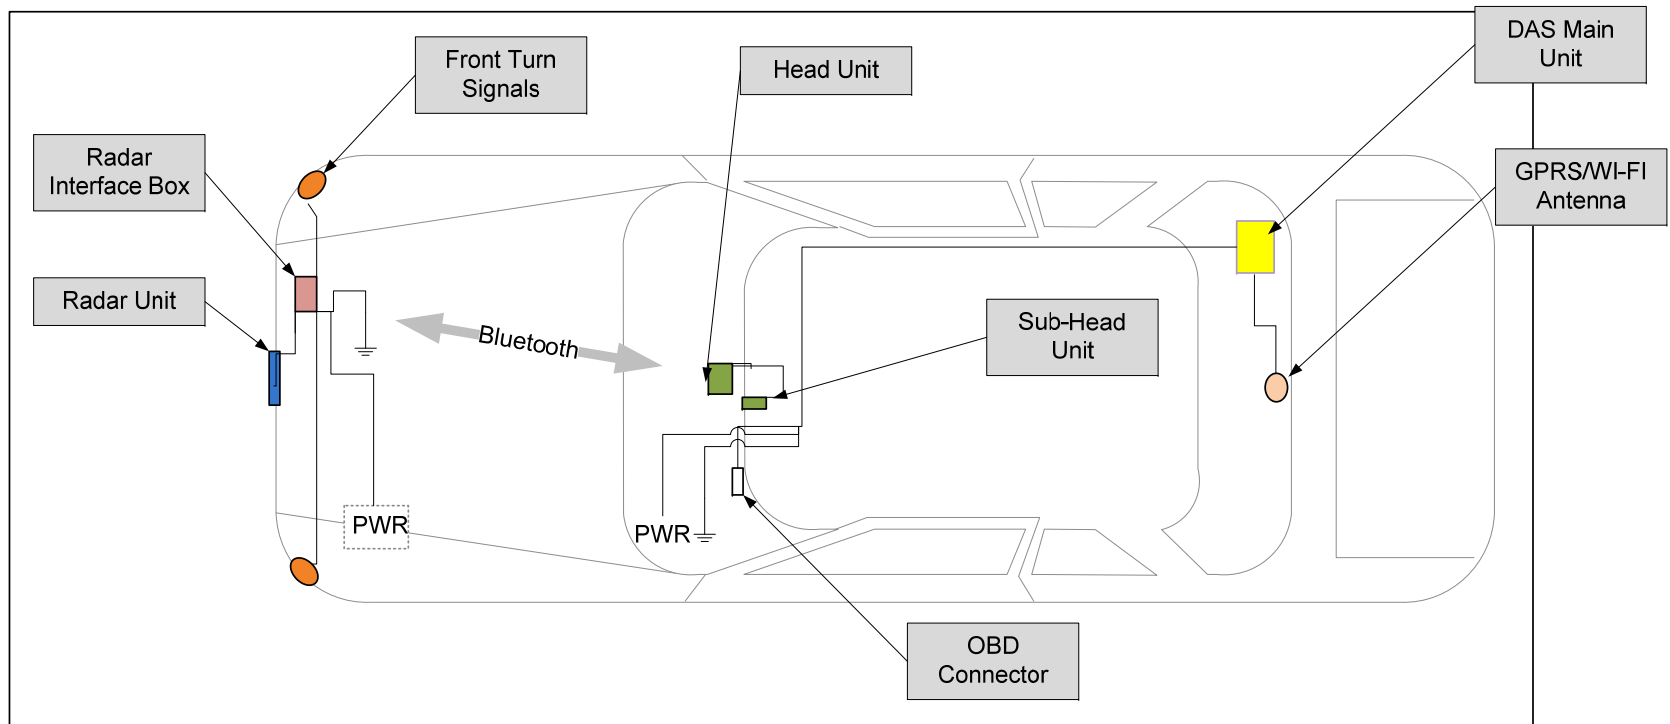 DAS Main
Unit
Front Turn
Signals
Head Unit
Radar
Interface Box
GPRS/WI-FI
Antenna
Radar Unit
Bluetooth
Sub-Head
Unit
PWR
PWR
OBD
Connector